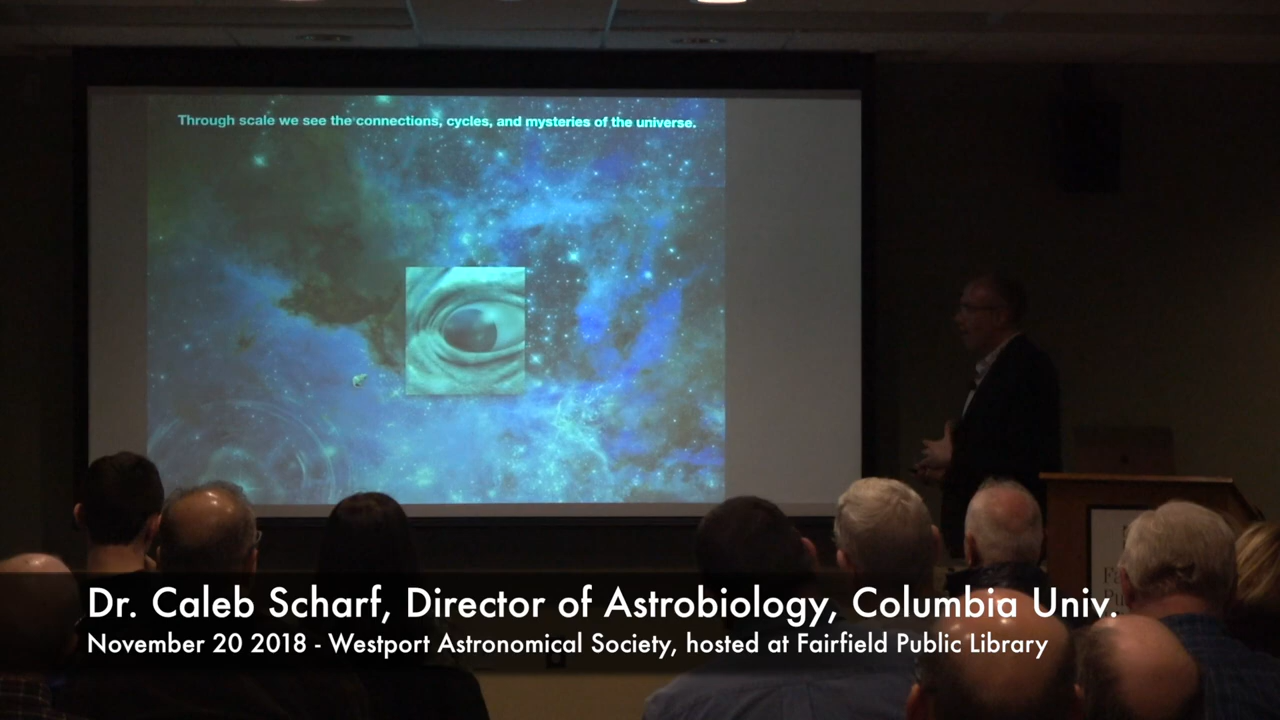 Through scale we see the connections, cycles, and mysteries of the universe.
Dr. Caleb Scharf, Director of Astrobiology, Columbia Univ.
November 20 2018 - Westport Astronomical Society, hosted at Fairfield Public Library